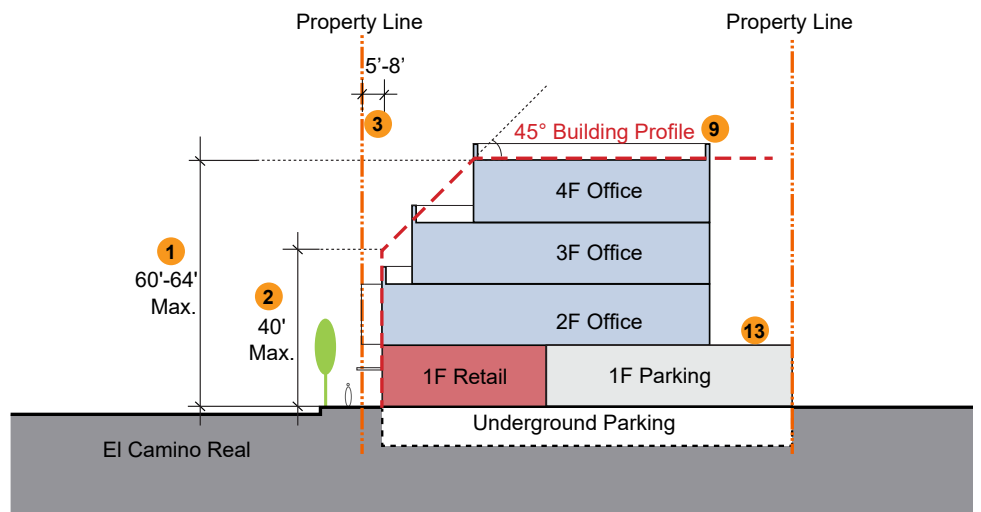 Property Line
Property Line
5’-8’
3
45° Building Profile 9
4F Office
1
60'-64'
Max.
3F Office
2
40'
Max.
2F Office
13
1F Retail
1F Parking
Underground Parking
El Camino Real